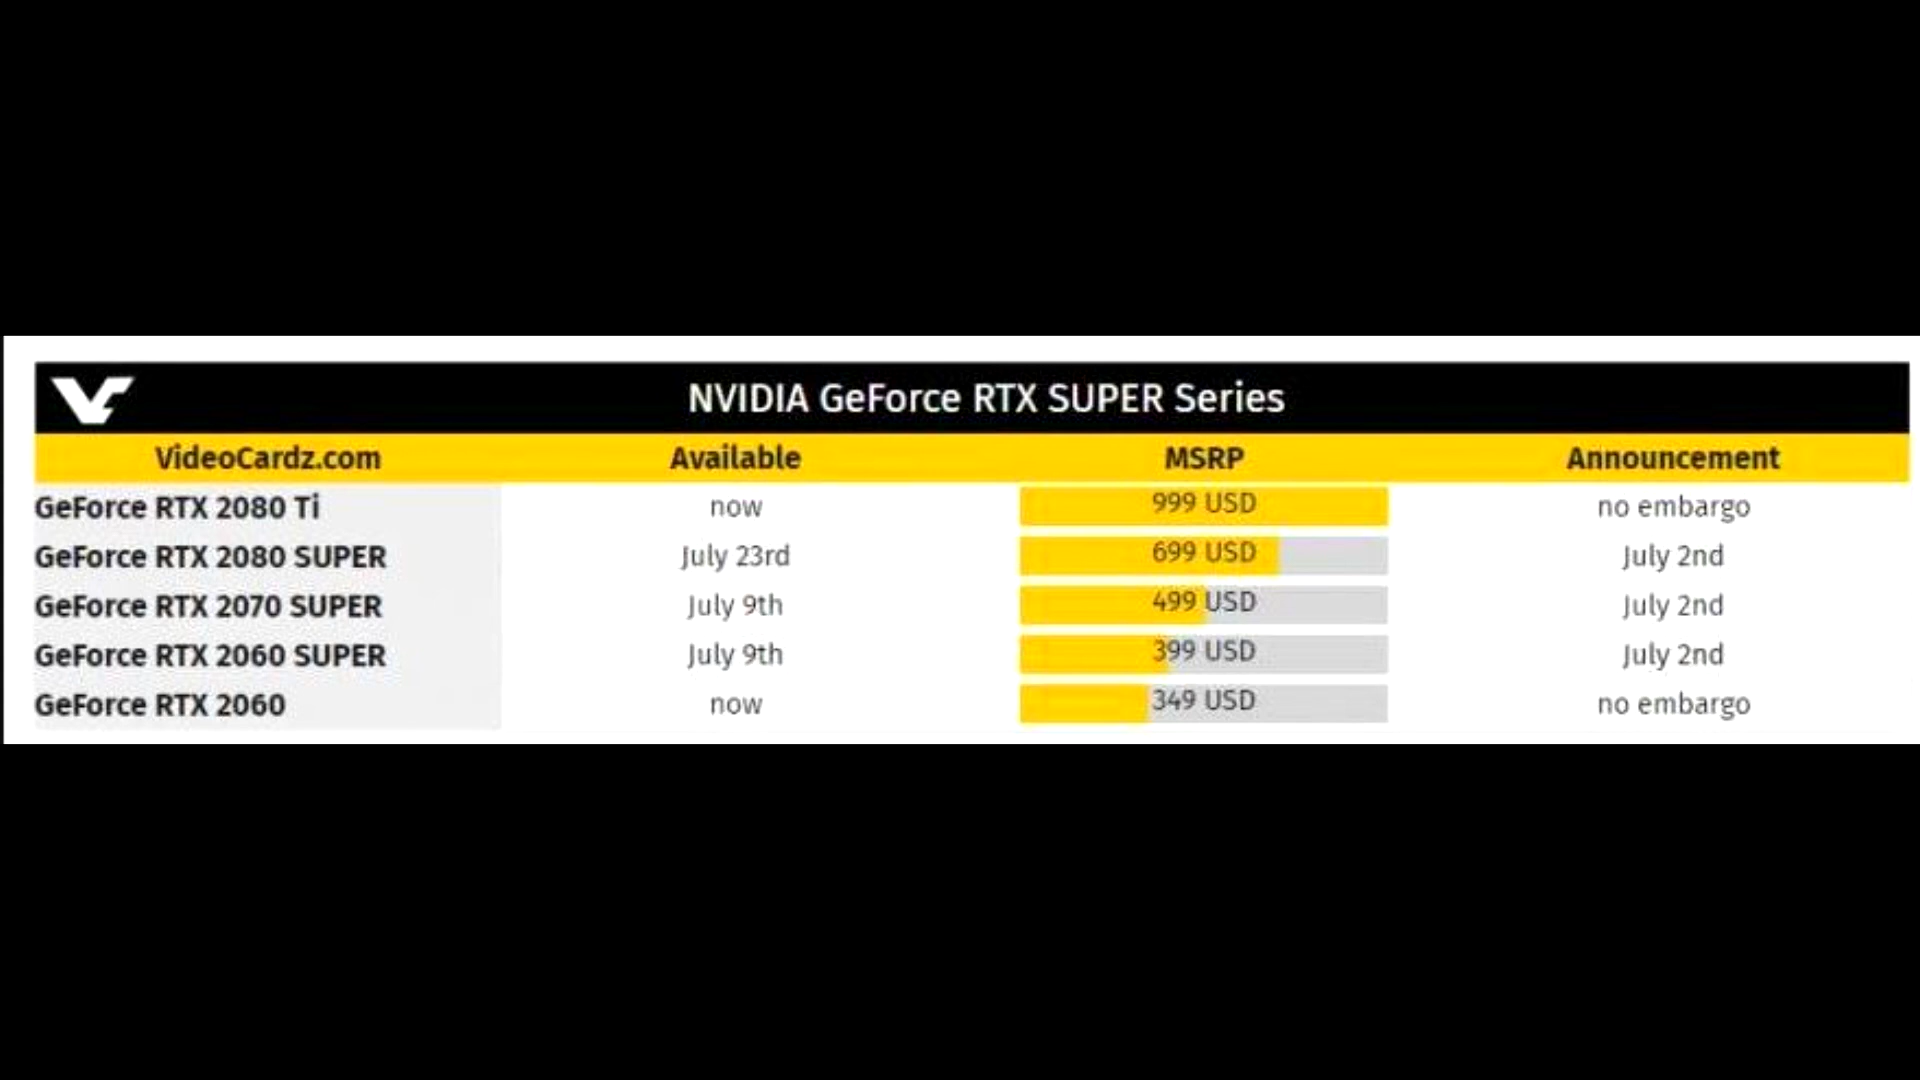 NVIDIA GeForce RTX SUPER Series
VideoCardz.com Available MSRP Announcement
GeForce RTX 2080 Ti now 999 USD no embargo
GeForce RTX 2080 SUPER July 23rd 699 USD July 2nd
GeForce RTX 2070 SUPER July 9th 499 USD July 2nd
GeForce RTX 2060 SUPER July 9th 399 USD July 2nd
GeForce RTX 2060 now 349 USD no embargo